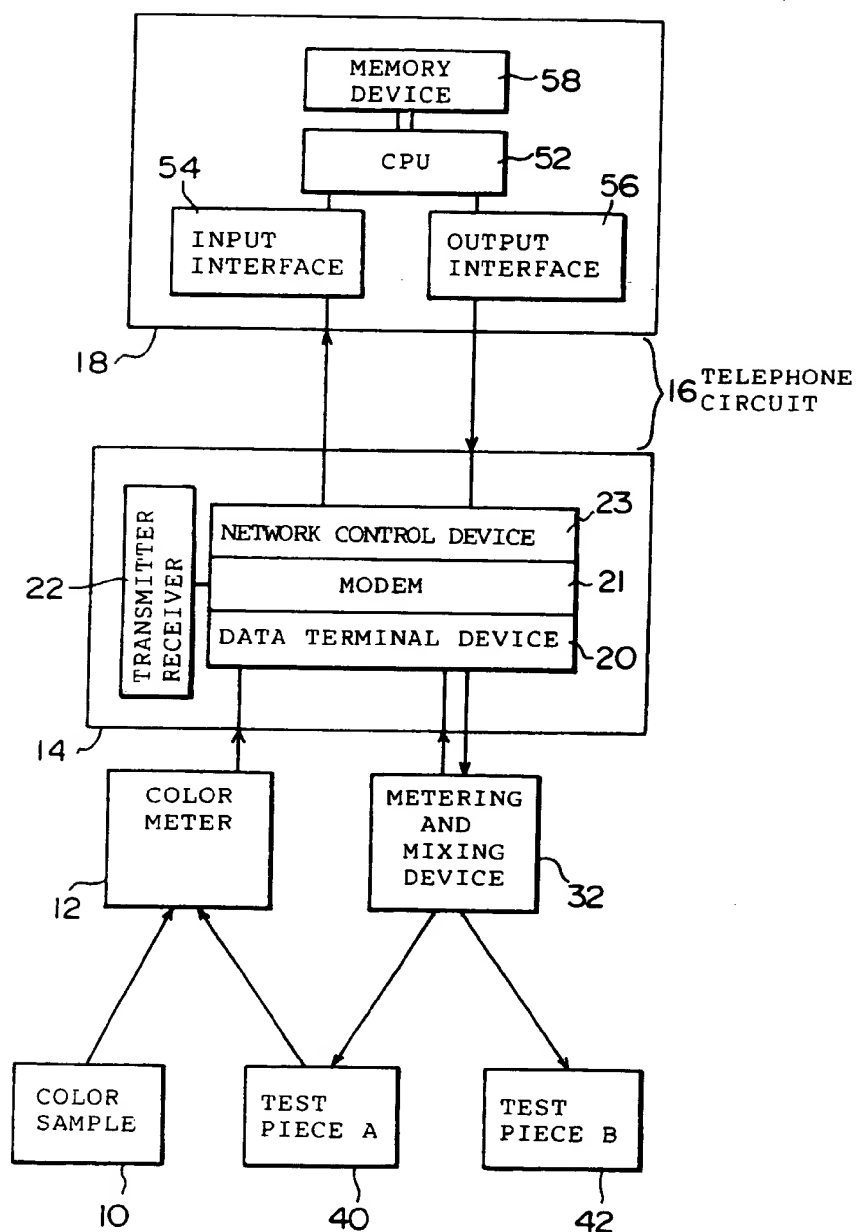 MEMORY
DEVICE
58
CPU
52
54
56
INPUT
INTERFACE
OUTPUT
INTERFACE
18
16 TELEPHONE
CIRCUIT
TRANSMITTER
RECEIVER
22
NETWORK CONTROL DEVICE
23
MODEM
21
DATA TERMINAL DEVICE
20
14
COLOR
METER
12
METERING
AND
MIXING
DEVICE
32
COLOR
SAMPLE
10
TEST
PIECE A
40
TEST
PIECE B
42